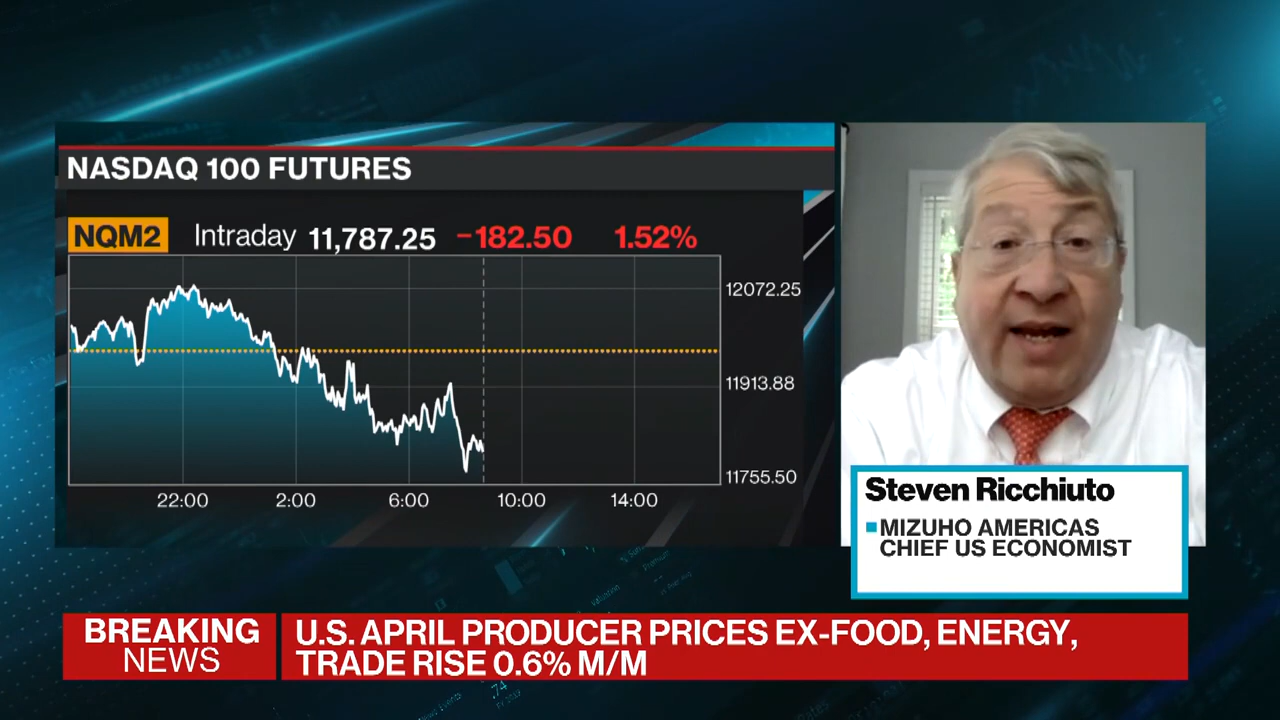 NASDAQ 100 FUTURES
NQM2 Intraday 11,787.25 -182.50 1.52%
12072.25
11913.88
11755.50
22:00 2:00 6:00 10:00 14:00
Steven Ricchiuto
MIZUHO AMERICAS
CHIEF US ECONOMIST
BREAKING
NEWS
U.S. APRIL PRODUCER PRICES EX-FOOD, ENERGY,
TRADE RISE 0.6% M/M